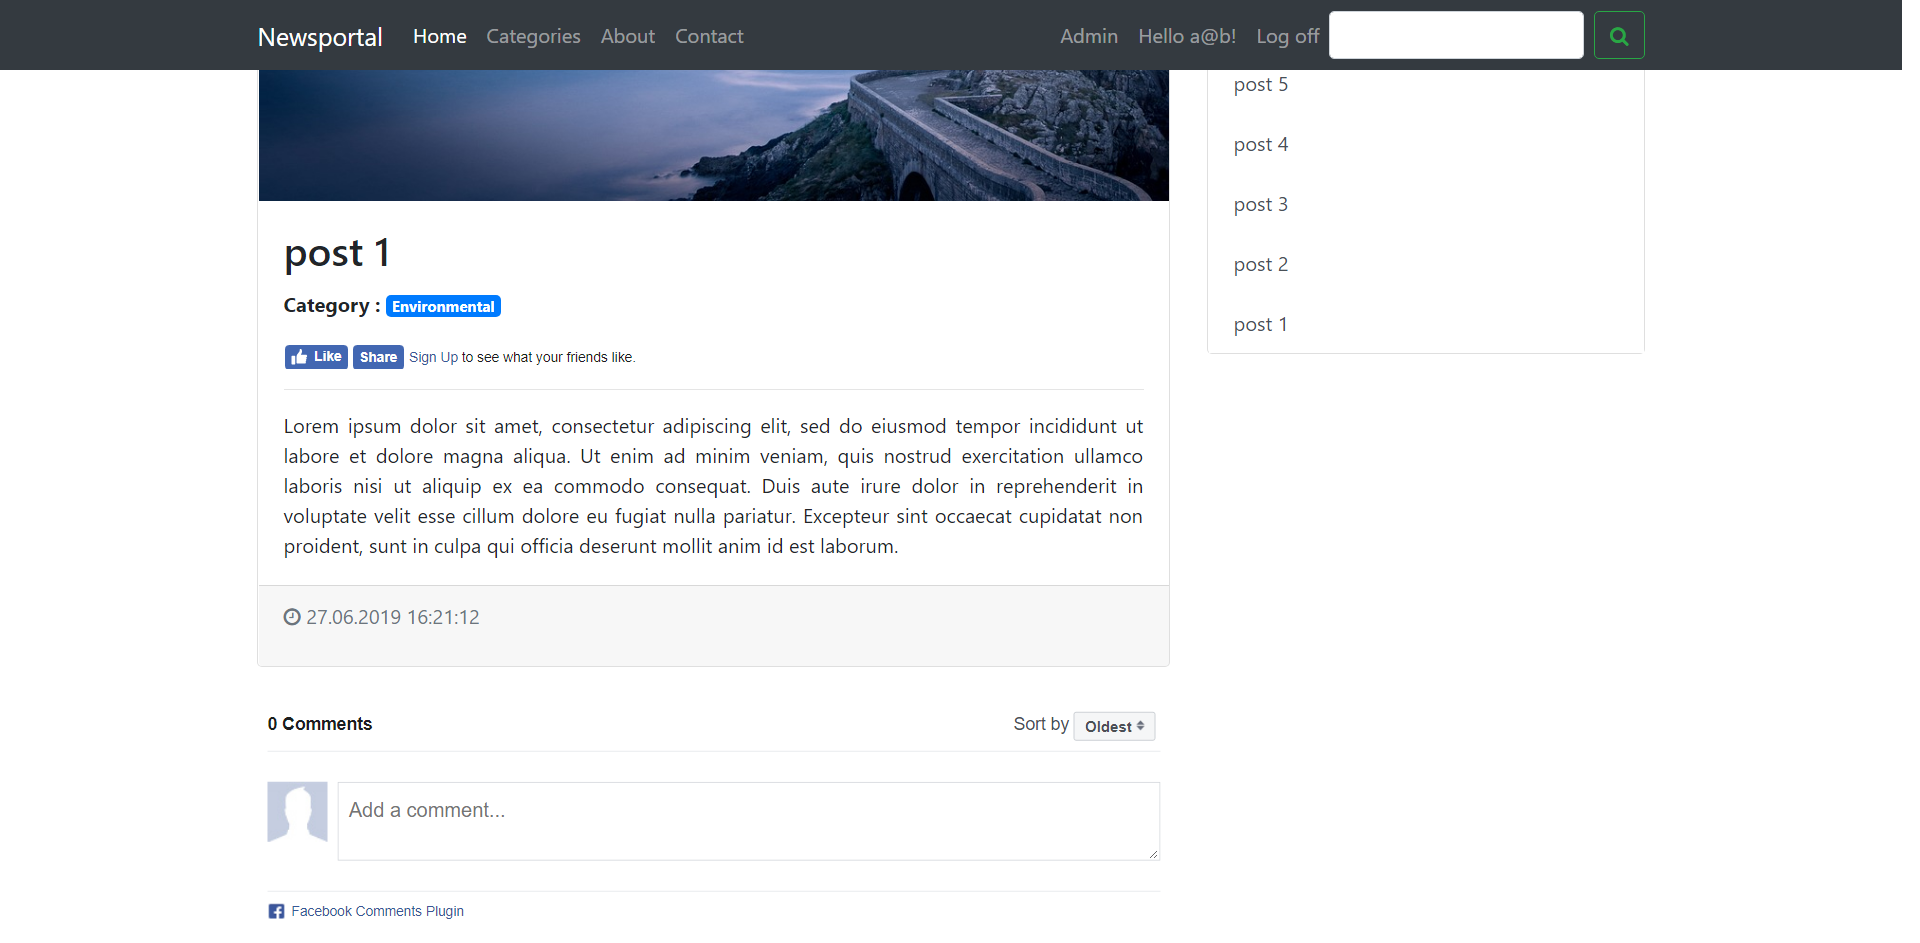 Newsportal Home Categories About Contact Admin Hello a@b! Log off
post 1
Category : Environmental
Like Share Sign Up to see what your friends like.
Lorem ipsum dolor sit amet, consectetur adipiscing elit, sed do eiusmod tempor incididunt ut
labore et dolore magna aliqua. Ut enim ad minim veniam, quis nostrud exercitation ullamco
laboris nisi ut aliquip ex ea commodo consequat. Duis aute irure dolor in reprehenderit in
voluptate velit esse cillum dolore eu fugiat nulla pariatur. Excepteur sint occaecat cupidatat non
proident, sunt in culpa qui officia deserunt mollit anim id est laborum.
27.06.2019 16:21:12
0 Comments Sort by Oldest
Add a comment...
Facebook Comments Plugin
post 5
post 4
post 3
post 2
post 1